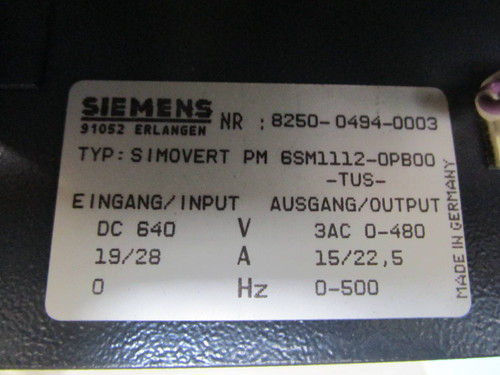 SIEMENS
91052 ERLANGEN NR : 8250-0494-0003
TYP: SIMOVERT PM 6SM1112-0PB00
-TUS-
EINGANG/INPUT AUSGANG/OUTPUT
DC 640 V 3AC 0-480
19/28 A 15/22,5
0 Hz 0-500
MADE IN GERMANY